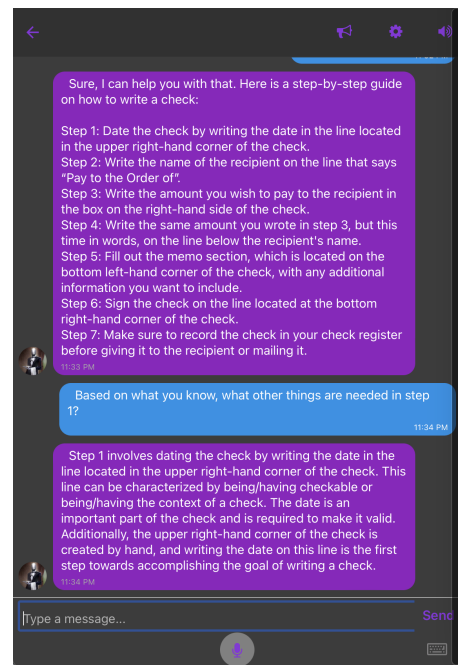 Sure, I can help you with that. Here is a step-by-step guide
on how to write a check:
Step 1: Date the check by writing the date in the line located
in the upper right-hand corner of the check.
Step 2: Write the name of the recipient on the line that says
“Pay to the Order of”.
Step 3: Write the amount you wish to pay to the recipient in
the box on the right-hand side of the check.
Step 4: Write the same amount you wrote in step 3, but this
time in words, on the line below the recipient's name.
Step 5: Fill out the memo section, which is located on the
bottom left-hand corner of the check, with any additional
information you want to include.
Step 6: Sign the check on the line located at the bottom
right-hand corner of the check.
Step 7: Make sure to record the check in your check register
before giving it to the recipient or mailing it.
11:33 PM
Based on what you know, what other things are needed in step
1?
11:34 PM
Step 1 involves dating the check by writing the date in the
line located in the upper right-hand corner of the check. This
line can be characterized by being/having checkable or
being/having the context of a check. The date is an
important part of the check and is required to make it valid.
Additionally, the upper right-hand corner of the check is
created by hand, and writing the date on this line is the first
step towards accomplishing the goal of writing a check.
11:34 PM
Type a message...
Send